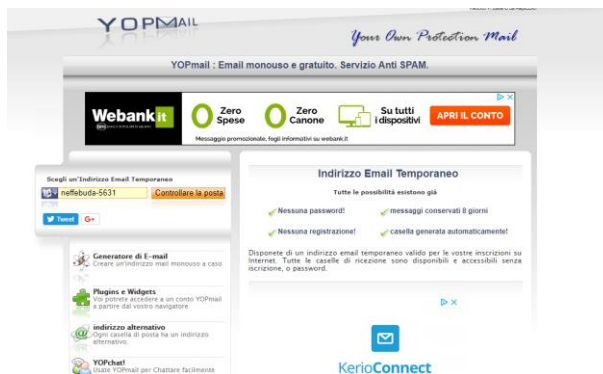 YOPMAIL
Your Own Protection Mail
YOPmail : Email monouso e gratuito. Servizio Anti SPAM.
Webank.it
Zero Spese
Zero Canone
Su tutti i dispositivi
APRI IL CONTO
Messaggio promozionale, fogli informativi su webank.it
Scegli un'Indirizzo Email Temporaneo
neffebuda-5631
Controllare la posta
Tweet
G+
Generatore di E-mail
Creare un'indirizzo mail monouso a caso
Plugins e Widgets
Voi potrete accedere a un conto YOPmail
a partire dal vostro navigatore
indirizzo alternativo
Ogni casella di posta ha un indirizzo
alternativo.
YOPchat!
Usate YOPmail per Chattare facilmente
Indirizzo Email Temporaneo
Tutte le possibilità esistono già
Nessuna password!
messaggi conservati 8 giorni
Nessuna registrazione!
casella generata automaticamente!
Disponete di un indirizzo email temporaneo valido per le vostre inscrizioni su
Internet. Tutte le caselle di ricezione sono disponibili e accessibili senza
iscrizione, o password.
KerioConnect